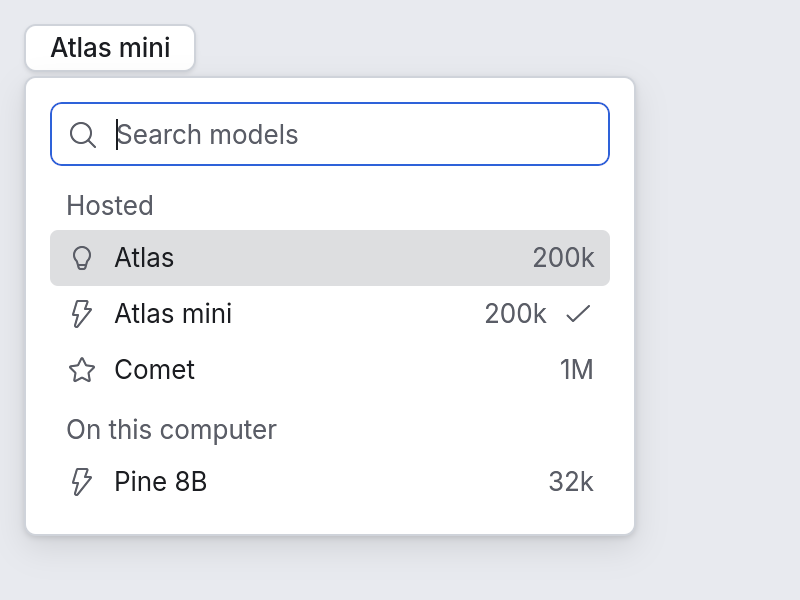 Atlas mini
Search models
Hosted
Atlas 200k
Atlas mini 200k
Comet 1M
On this computer
Pine 8B 32k